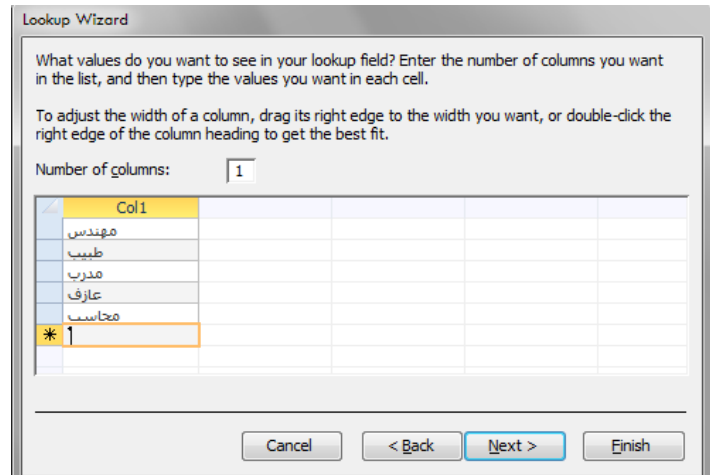 Lookup Wizard
What values do you want to see in your lookup field? Enter the number of columns you want
in the list, and then type the values you want in each cell.
To adjust the width of a column, drag its right edge to the width you want, or double-click the
right edge of the column heading to get the best fit.
Number of columns: 1
Col1
مهندس
طبيب
مدرب
عازف
محاسب
Cancel < Back Next > Finish